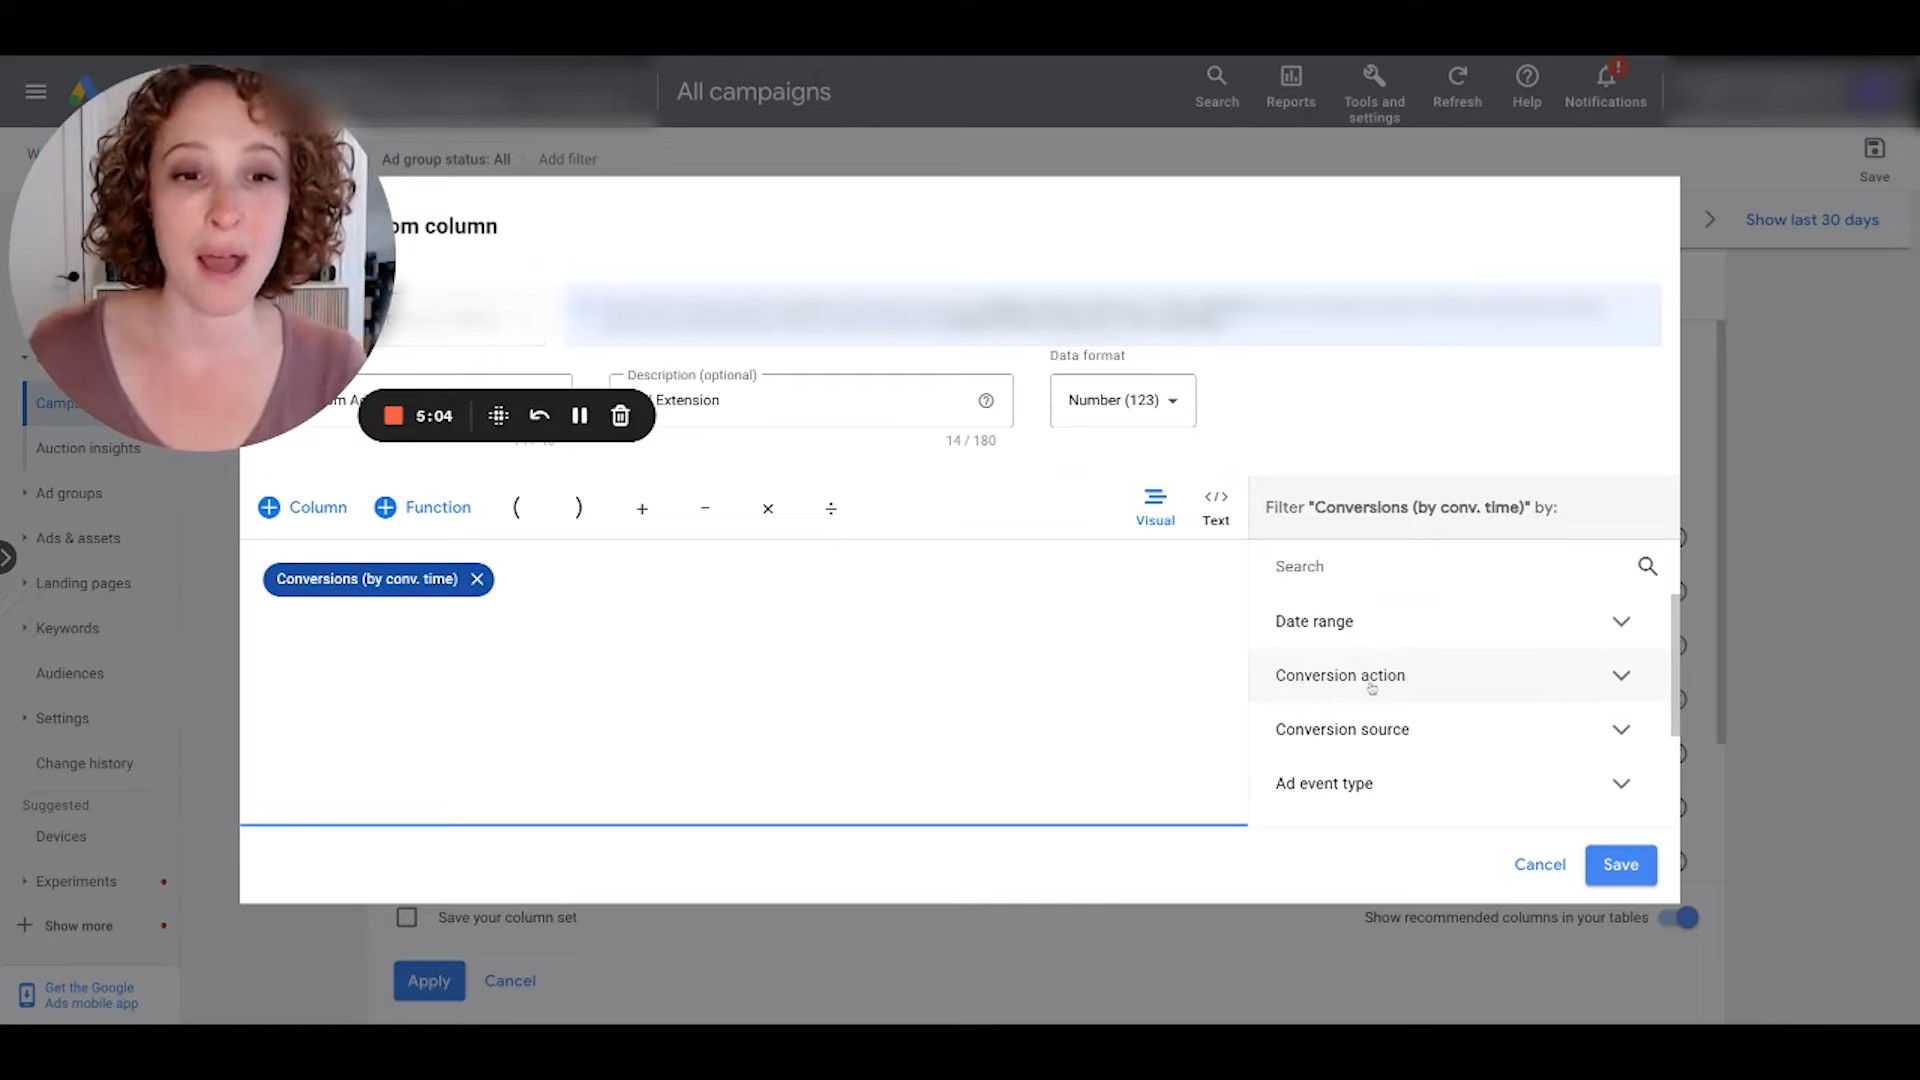 All campaigns
Search
Reports
Tools and
settings
Refresh
Help
!
Notifications
Ad group status: All
Add filter
Save
om column
Show last 30 days
Data format
Description (optional)
Extension
Number (123)
5:04
14 / 180
Auction insights
Ad groups
Ads & assets
Landing pages
Keywords
Audiences
Settings
Change history
Suggested
Devices
Experiments
Show more
Get the Google
Ads mobile app
Column
Function
(
)
+
−
×
÷
Visual
</>
Text
Filter "Conversions (by conv. time)" by:
Conversions (by conv. time)
Search
Date range
Conversion action
Conversion source
Ad event type
Cancel
Save
Save your column set
Show recommended columns in your tables
Apply
Cancel